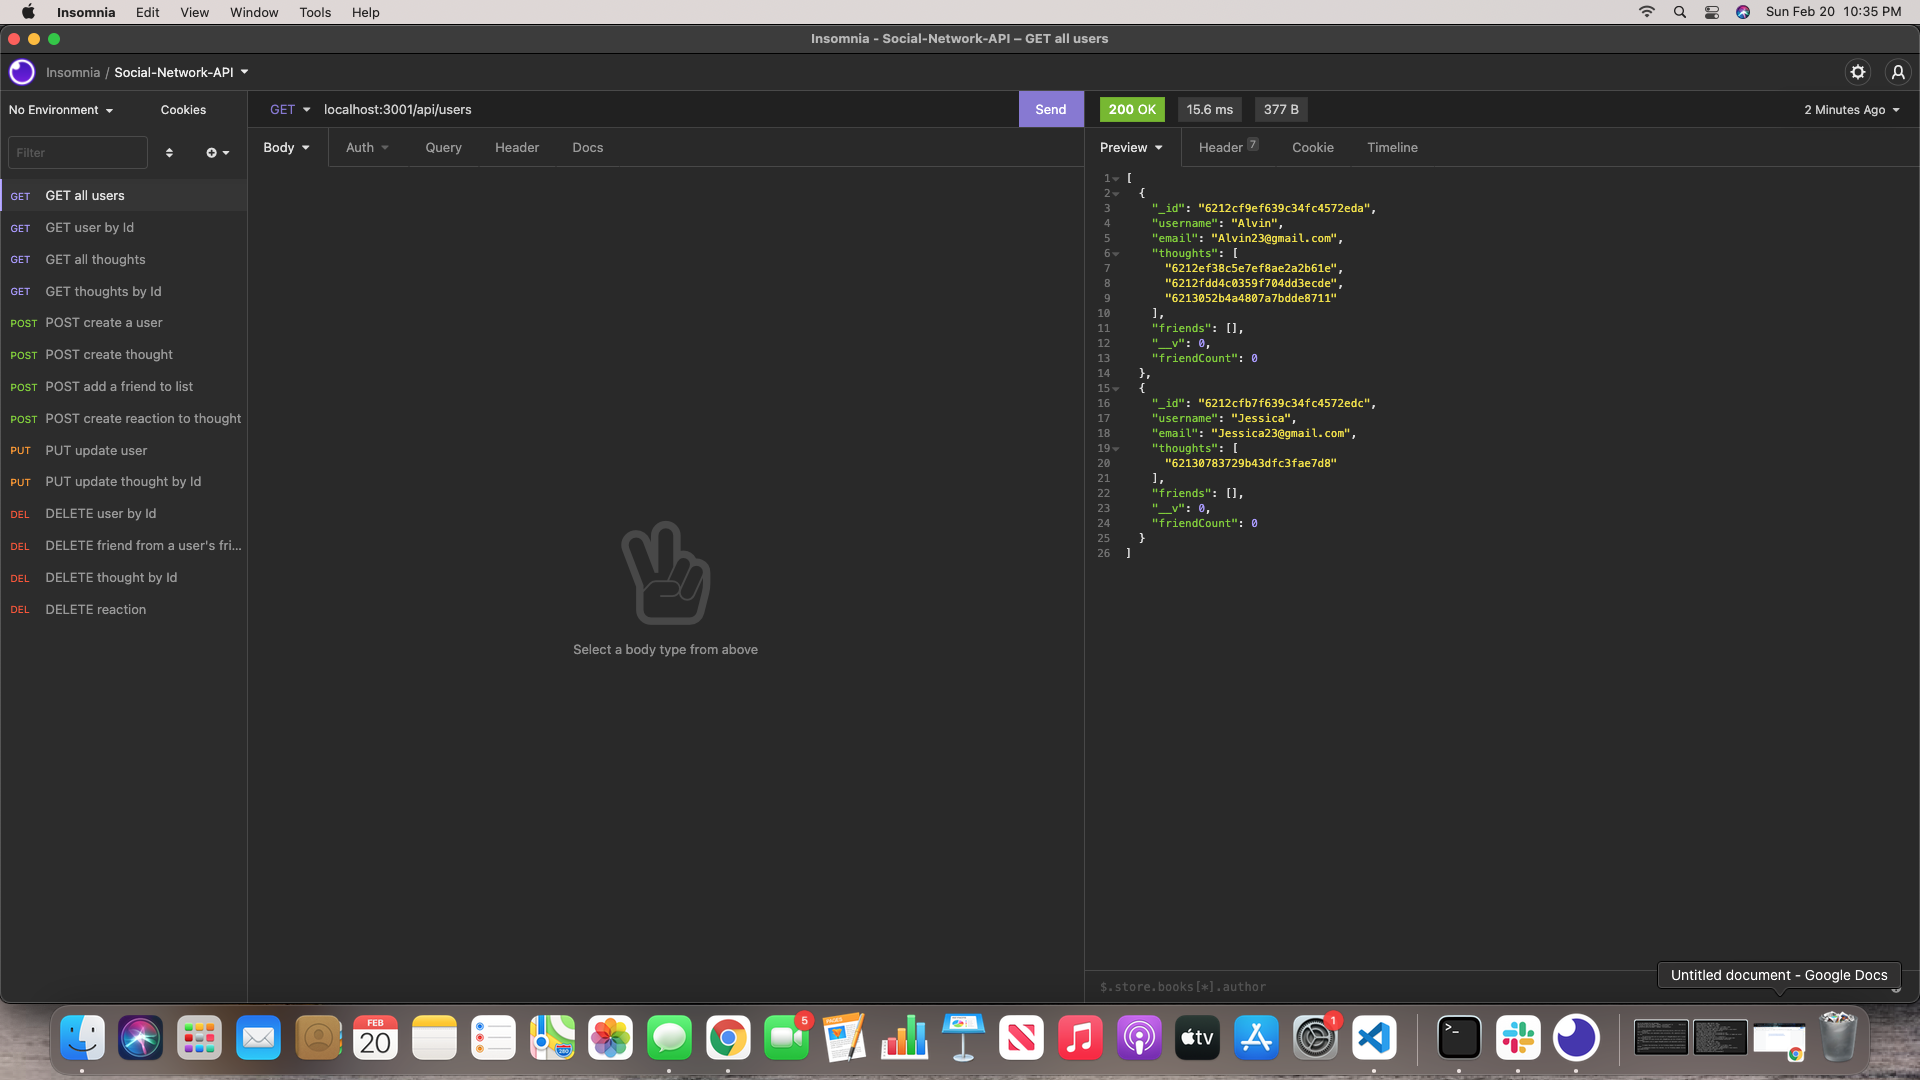 Insomnia Edit View Window Tools Help Sun Feb 20 10:35 PM
Insomnia - Social-Network-API – GET all users
Insomnia / Social-Network-API
No Environment Cookies
Filter
GET GET all users
GET GET user by Id
GET GET all thoughts
GET GET thoughts by Id
POST POST create a user
POST POST create thought
POST POST add a friend to list
POST POST create reaction to thought
PUT PUT update user
PUT PUT update thought by Id
DEL DELETE user by Id
DEL DELETE friend from a user's fri...
DEL DELETE thought by Id
DEL DELETE reaction
GET localhost:3001/api/users Send
Body Auth Query Header Docs
Select a body type from above
200 OK 15.6 ms 377 B 2 Minutes Ago
Preview Header 7 Cookie Timeline
1 [
2 {
3 "_id": "6212cf9ef639c34fc4572eda",
4 "username": "Alvin",
5 "email": "Alvin23@gmail.com",
6 "thoughts": [
7 "6212ef38c5e7ef8ae2a2b61e",
8 "6212fdd4c0359f704dd3ecde",
9 "6213052b4a4807a7bdde8711"
10 ],
11 "friends": [],
12 "__v": 0,
13 "friendCount": 0
14 },
15 {
16 "_id": "6212cfb7f639c34fc4572edc",
17 "username": "Jessica",
18 "email": "Jessica23@gmail.com",
19 "thoughts": [
20 "62130783729b43dfc3fae7d8"
21 ],
22 "friends": [],
23 "__v": 0,
24 "friendCount": 0
25 }
26 ]
$.store.books[*].author
Untitled document - Google Docs
FEB
20
5
PAGES
280
tv
1
>_